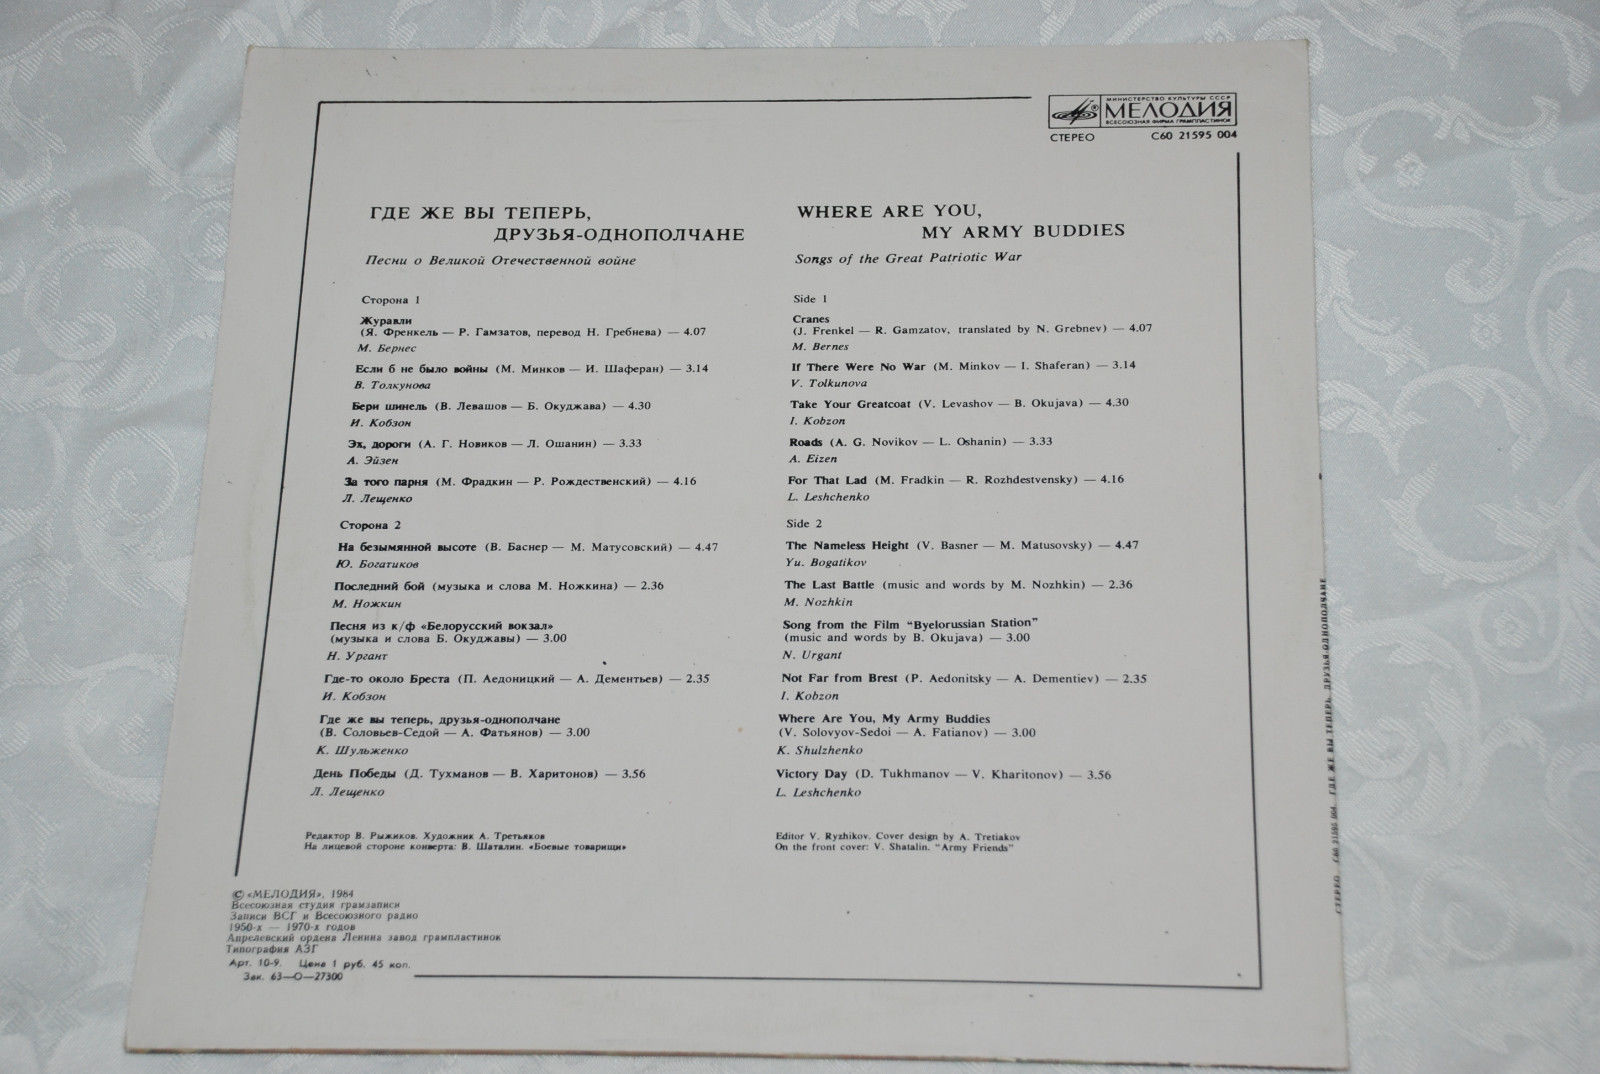 МИНИСТЕРСТВО КУЛЬТУРЫ СССР
МЕЛОДИЯ
ВСЕСОЮЗНАЯ ФИРМА ГРАМПЛАСТИНОК
СТЕРЕО С60 21595 004
ГДЕ ЖЕ ВЫ ТЕПЕРЬ,
ДРУЗЬЯ-ОДНОПОЛЧАНЕ
Песни о Великой Отечественной войне
Сторона 1
Журавли
(Я. Френкель — Р. Гамзатов, перевод Н. Гребнева) — 4.07
М. Бернес
Если б не было войны (М. Минков — И. Шаферан) — 3.14
В. Толкунова
Бери шинель (В. Левашов — Б. Окуджава) — 4.30
И. Кобзон
Эх, дороги (А. Г. Новиков — Л. Ошанин) — 3.33
А. Эйзен
За того парня (М. Фрадкин — Р. Рождественский) — 4.16
Л. Лещенко
Сторона 2
На безымянной высоте (В. Баснер — М. Матусовский) — 4.47
Ю. Богатиков
Последний бой (музыка и слова М. Ножкина) — 2.36
М. Ножкин
Песня из к/ф «Белорусский вокзал»
(музыка и слова Б. Окуджавы) — 3.00
Н. Ургант
Где-то около Бреста (П. Аедоницкий — А. Дементьев) — 2.35
И. Кобзон
Где же вы теперь, друзья-однополчане
(В. Соловьев-Седой — А. Фатьянов) — 3.00
К. Шульженко
День Победы (Д. Тухманов — В. Харитонов) — 3.56
Л. Лещенко
Редактор В. Рыжиков. Художник А. Третьяков
На лицевой стороне конверта: В. Шаталин. «Боевые товарищи»
WHERE ARE YOU,
MY ARMY BUDDIES
Songs of the Great Patriotic War
Side 1
Cranes
(J. Frenkel — R. Gamzatov, translated by N. Grebnev) — 4.07
M. Bernes
If There Were No War (M. Minkov — I. Shaferan) — 3.14
V. Tolkunova
Take Your Greatcoat (V. Levashov — B. Okujava) — 4.30
I. Kobzon
Roads (A. G. Novikov — L. Oshanin) — 3.33
A. Eizen
For That Lad (M. Fradkin — R. Rozhdestvensky) — 4.16
L. Leshchenko
Side 2
The Nameless Height (V. Basner — M. Matusovsky) — 4.47
Yu. Bogatikov
The Last Battle (music and words by M. Nozhkin) — 2.36
M. Nozhkin
Song from the Film “Byelorussian Station”
(music and words by B. Okujava) — 3.00
N. Urgant
Not Far from Brest (P. Aedonitsky — A. Dementiev) — 2.35
I. Kobzon
Where Are You, My Army Buddies
(V. Solovyov-Sedoi — A. Fatianov) — 3.00
K. Shulzhenko
Victory Day (D. Tukhmanov — V. Kharitonov) — 3.56
L. Leshchenko
Editor V. Ryzhikov. Cover design by A. Tretiakov
On the front cover: V. Shatalin. “Army Friends”
© «МЕЛОДИЯ», 1984
Всесоюзная студия грамзаписи
Записи ВСГ и Всесоюзного радио
1950-х — 1970-х годов
Апрелевский ордена Ленина завод грампластинок
Типография АЗГ
Арт. 10-9. Цена 1 руб. 45 коп.
Зак. 63—О—27300
СТЕРЕО С60 21595 004 ГДЕ ЖЕ ВЫ ТЕПЕРЬ, ДРУЗЬЯ-ОДНОПОЛЧАНЕ